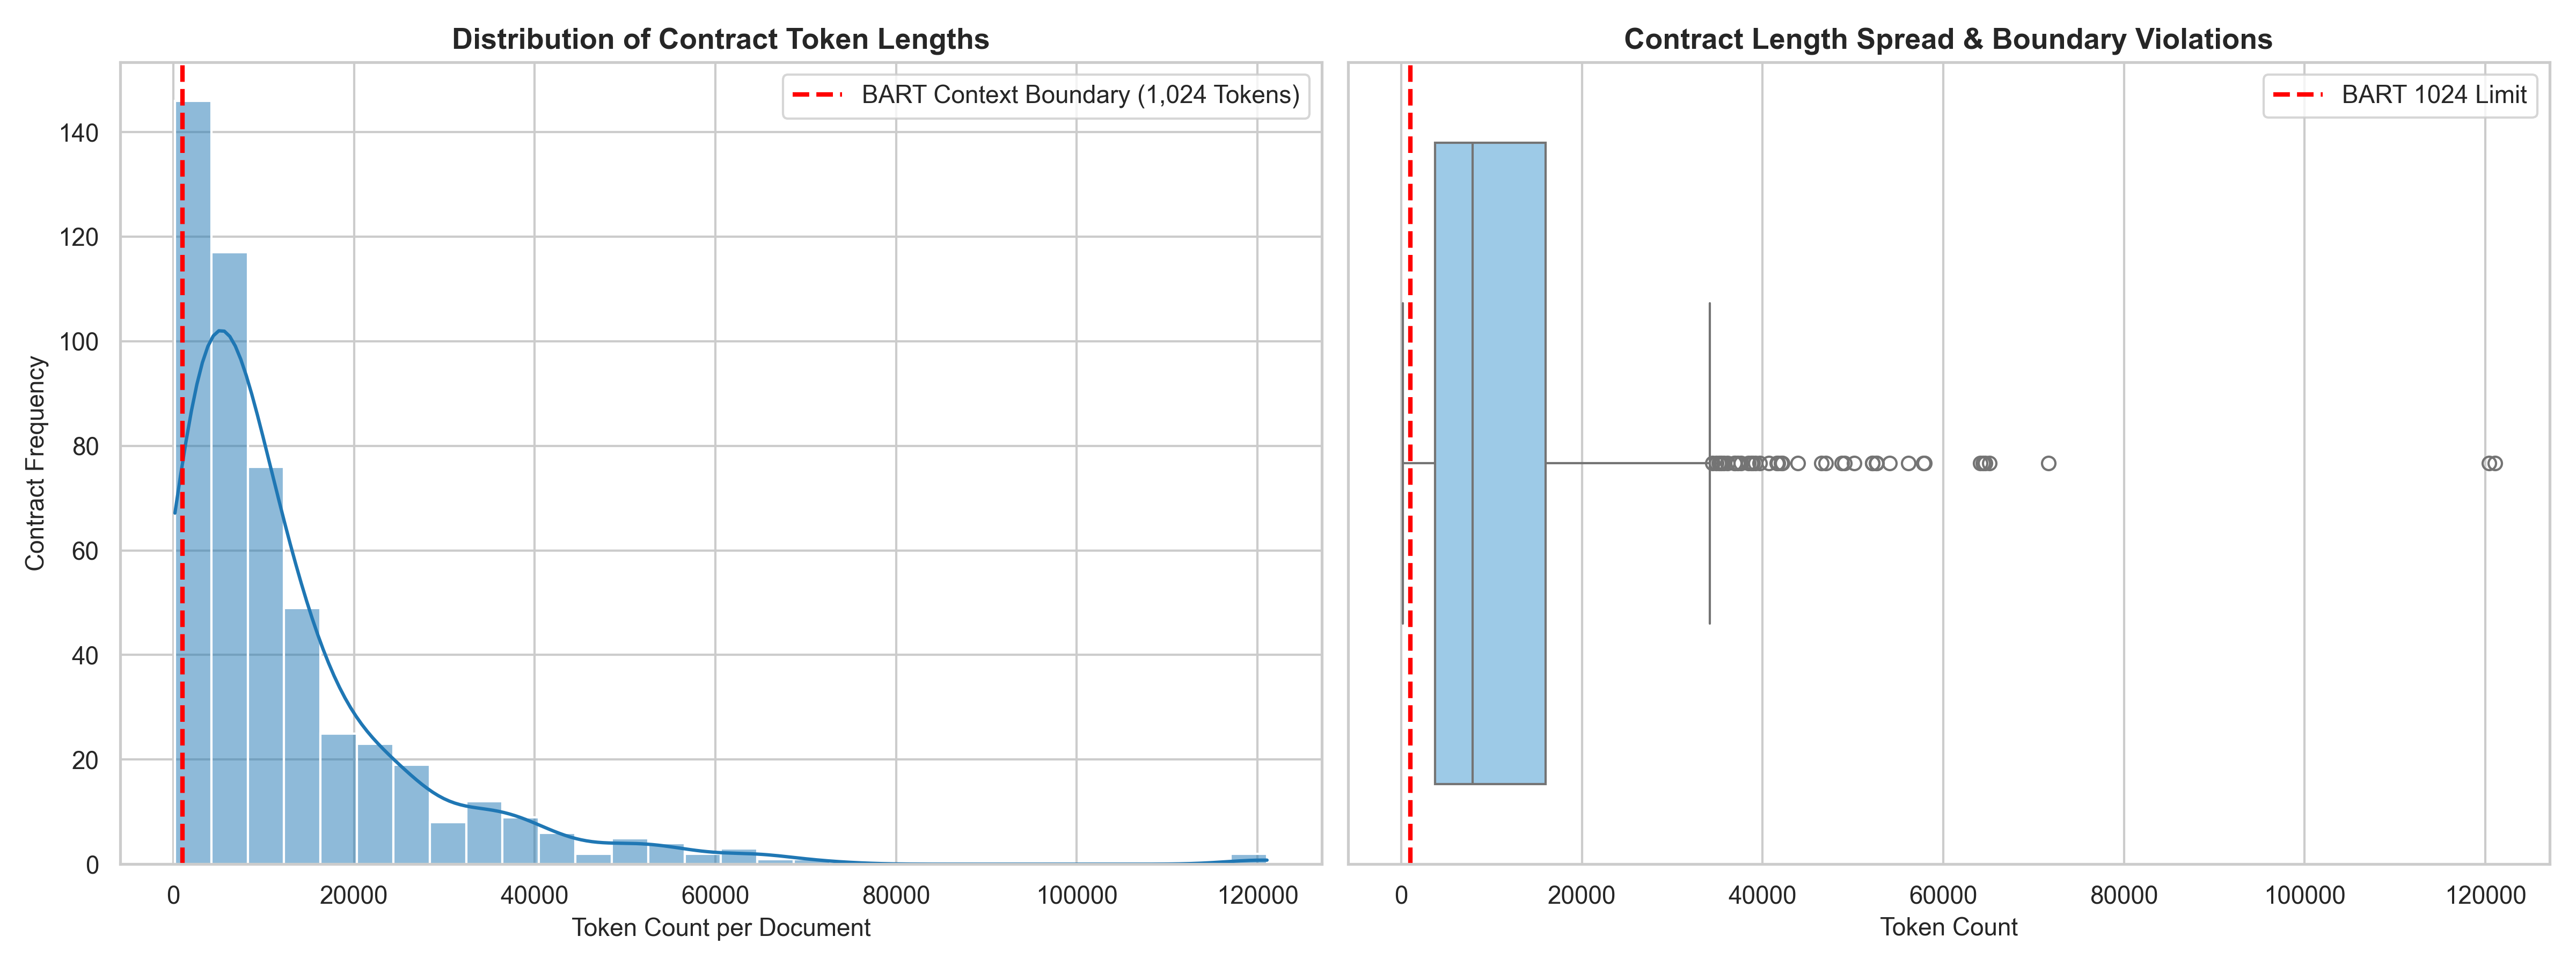 Distribution of Contract Token Lengths
BART Context Boundary (1,024 Tokens)
Contract Frequency
140
120
100
80
60
40
20
0
0 20000 40000 60000 80000 100000 120000
Token Count per Document
Contract Length Spread & Boundary Violations
BART 1024 Limit
0 20000 40000 60000 80000 100000 120000
Token Count